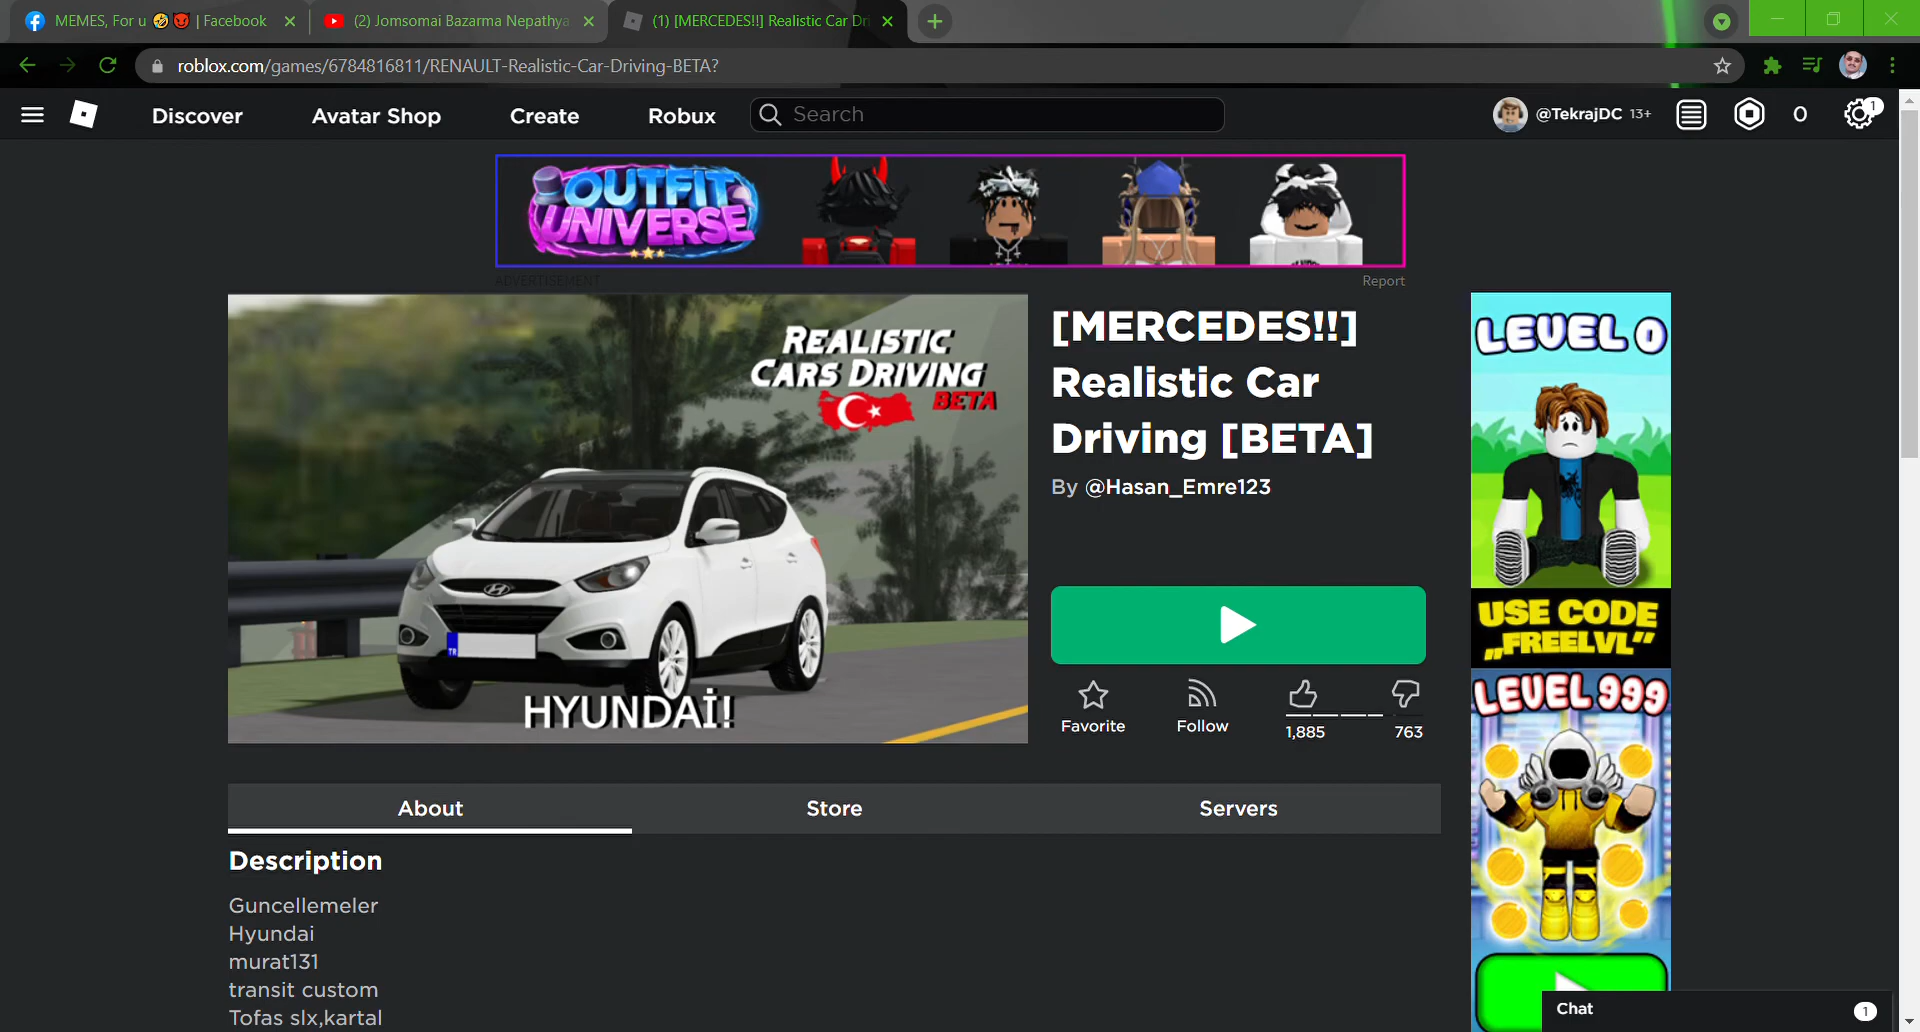 MEMES, For u 🤣😈 | Facebook
(2) Jomsomai Bazarma Nepathya
(1) [MERCEDES!!] Realistic Car Dri
roblox.com/games/6784816811/RENAULT-Realistic-Car-Driving-BETA?
Discover
Avatar Shop
Create
Robux
Search
@TekrajDC 13+
0
1
OUTFIT
UNIVERSE
ADVERTISEMENT
Report
REALISTIC
CARS DRIVING
BETA
TR
HYUNDAİ!
[MERCEDES!!]
Realistic Car
Driving [BETA]
By @Hasan_Emre123
Favorite
Follow
1,885
763
LEVEL 0
USE CODE
„FREELVL”
LEVEL 999
About
Store
Servers
Description
Guncellemeler
Hyundai
murat131
transit custom
Tofas slx,kartal
Chat
1